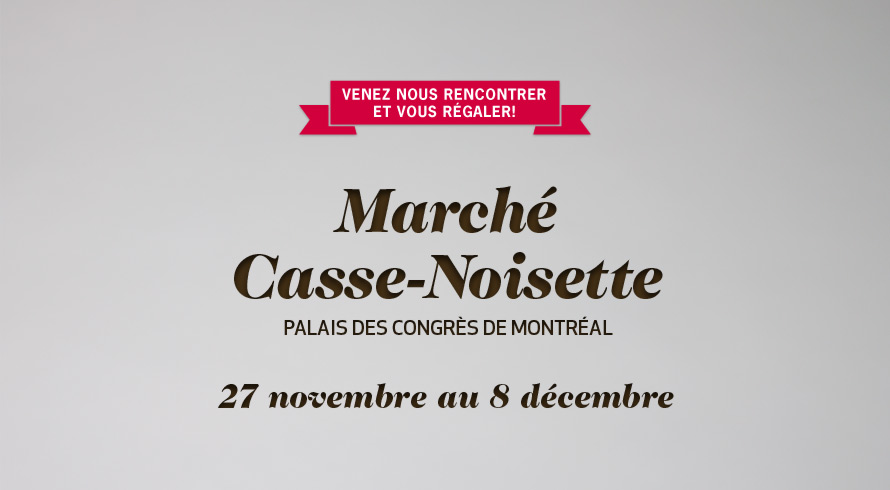 VENEZ NOUS RENCONTRER
ET VOUS RÉGALER!
Marché
Casse-Noisette
PALAIS DES CONGRÈS DE MONTRÉAL
27 novembre au 8 décembre